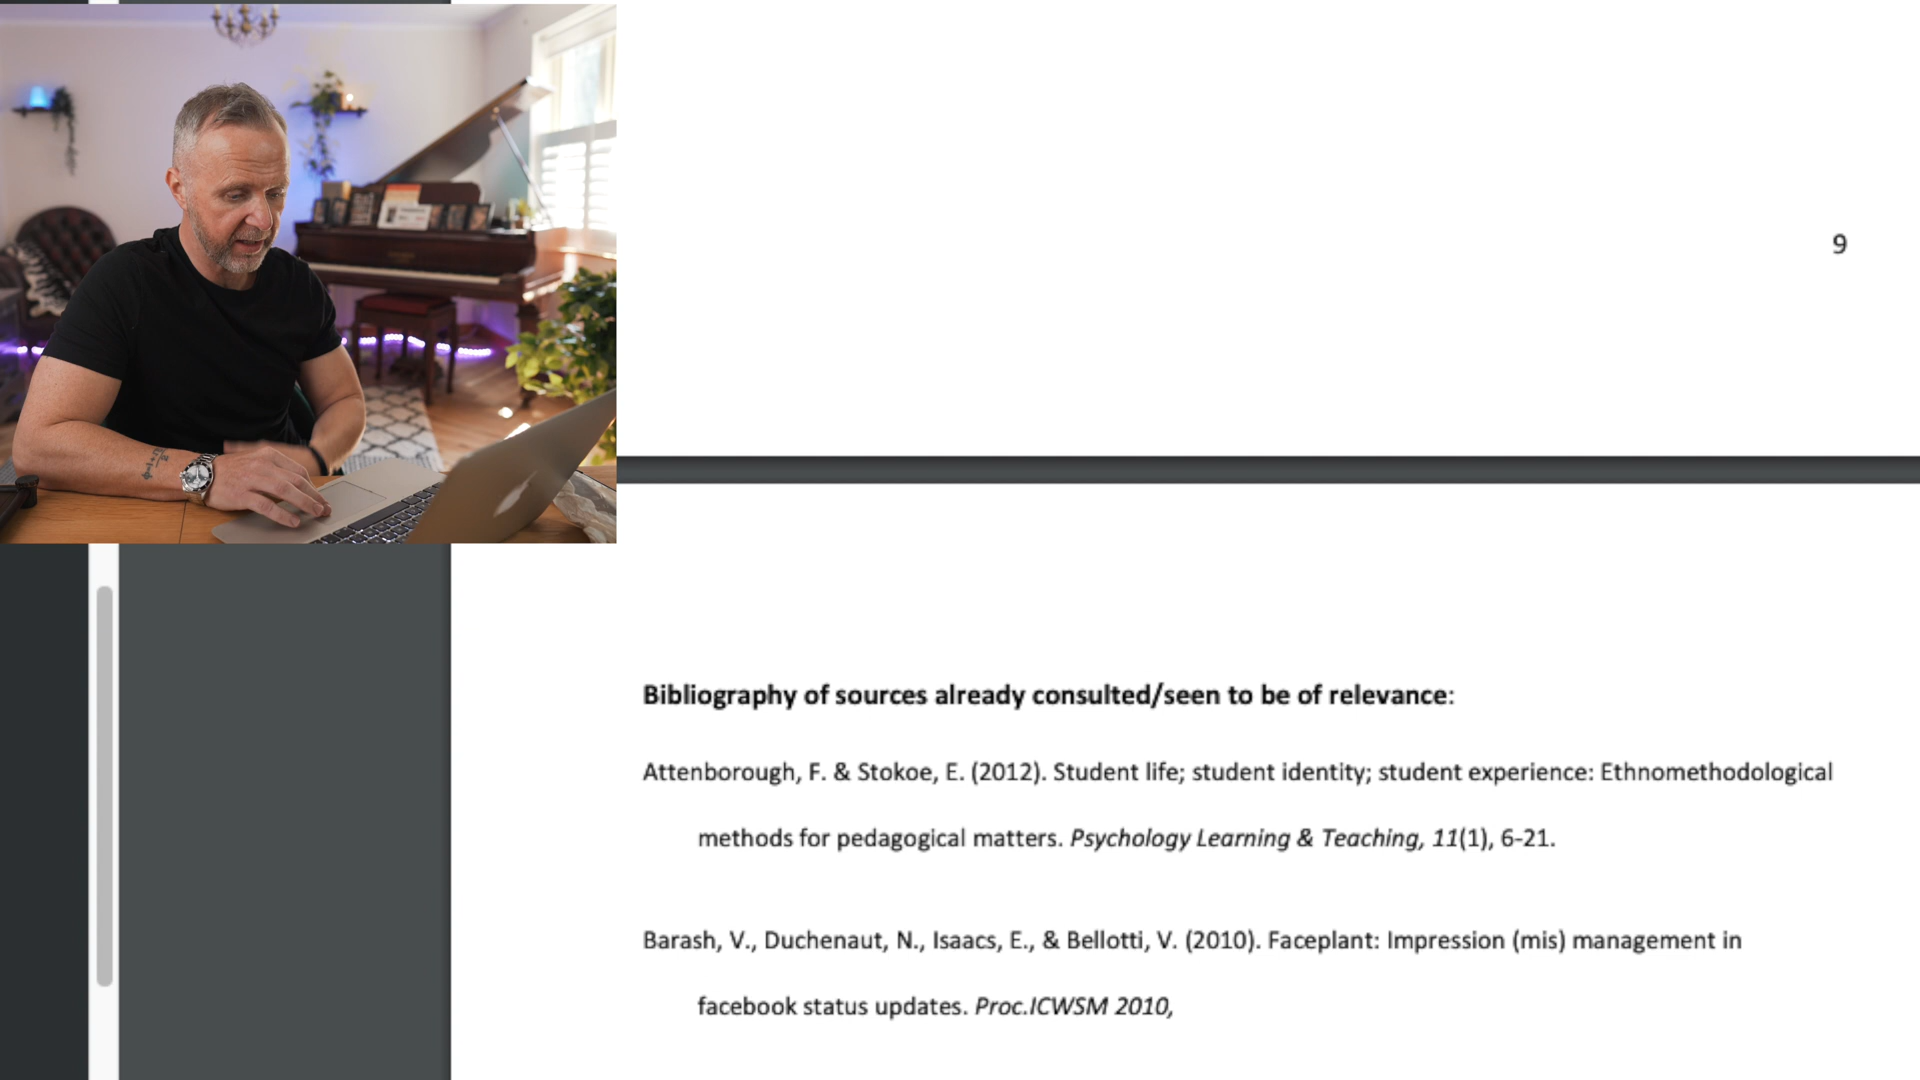 9
Bibliography of sources already consulted/seen to be of relevance:
Attenborough, F. & Stokoe, E. (2012). Student life; student identity; student experience: Ethnomethodological
methods for pedagogical matters. Psychology Learning & Teaching, 11(1), 6-21.
Barash, V., Duchenaut, N., Isaacs, E., & Bellotti, V. (2010). Faceplant: Impression (mis) management in
facebook status updates. Proc.ICWSM 2010,